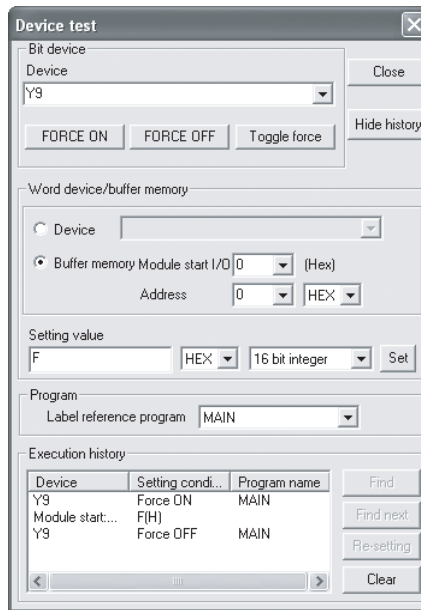 Device test
Bit device
Device
Close
Y9
FORCE ON FORCE OFF Toggle force
Hide history
Word device/buffer memory
Device
Buffer memory Module start I/O 0 (Hex)
Address 0 HEX
Setting value
F HEX 16 bit integer Set
Program
Label reference program MAIN
Execution history
Device Setting condi... Program name
Y9 Force ON MAIN
Module start:... F(H)
Y9 Force OFF MAIN
Find
Find next
Re-setting
Clear